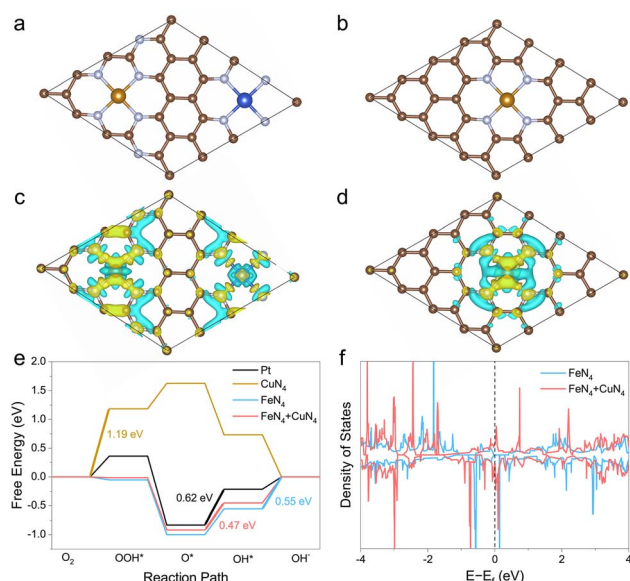 a
b
c
d
e
2.0
1.5
1.0
0.5
0.0
-0.5
-1.0
Free Energy (eV)
Pt
CuN₄
FeN₄
FeN₄+CuN₄
1.19 eV
0.62 eV
0.47 eV
0.55 eV
O₂ OOH* O* OH* OH⁻
Reaction Path
f
Density of States
FeN₄
FeN₄+CuN₄
-4 -2 0 2 4
E−E_f (eV)